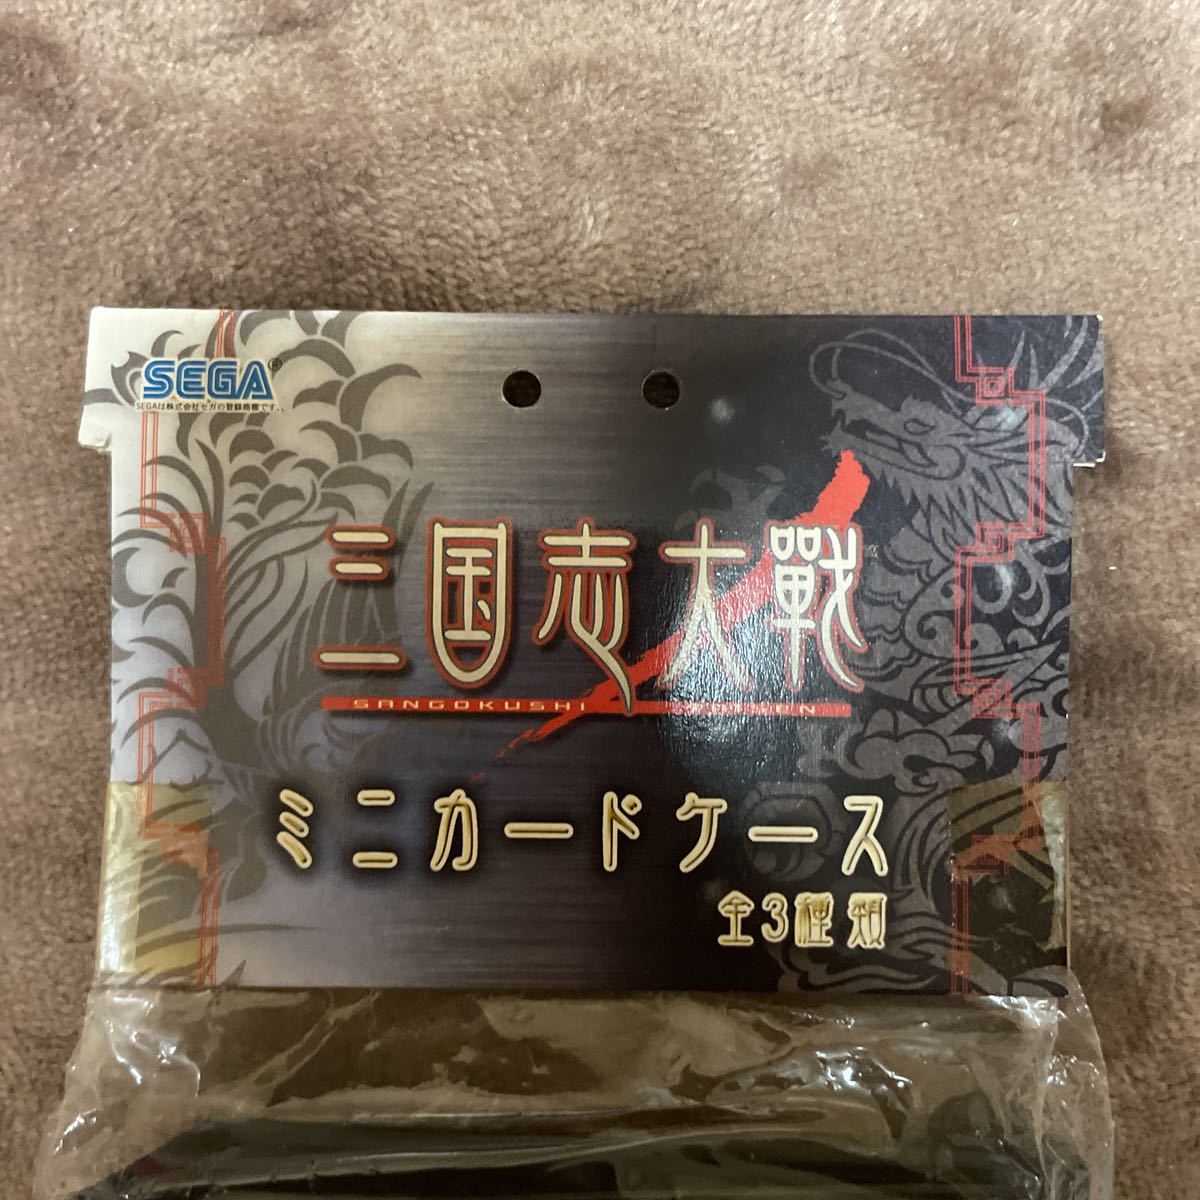 SEGA®
SEGAは株式会社セガの登録商標です。
三国志大戦
SANGOKUSHI
ミニカードケース
全3種類